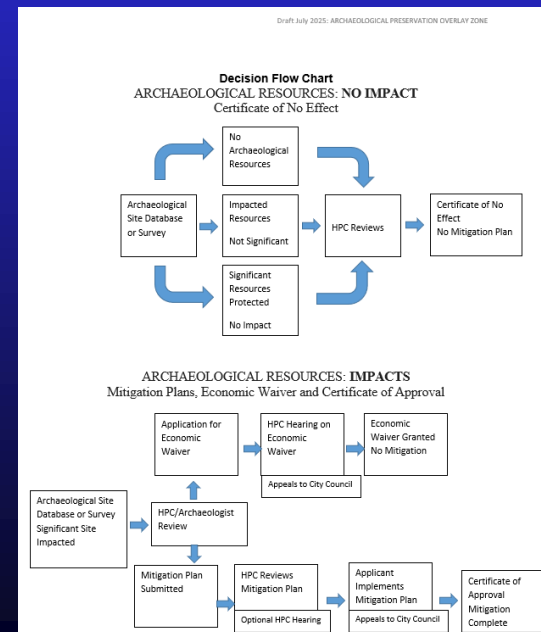 Draft July 2025: ARCHAEOLOGICAL PRESERVATION OVERLAY ZONE
Decision Flow Chart
ARCHAEOLOGICAL RESOURCES: NO IMPACT
Certificate of No Effect
No
Archaeological
Resources
Archaeological
Site Database
or Survey
Impacted
Resources
Not Significant
HPC Reviews
Certificate of No
Effect
No Mitigation Plan
Significant
Resources
Protected
No Impact
ARCHAEOLOGICAL RESOURCES: IMPACTS
Mitigation Plans, Economic Waiver and Certificate of Approval
Application for
Economic
Waiver
HPC Hearing on
Economic
Waiver
Appeals to City Council
Economic
Waiver Granted
No Mitigation
Archaeological Site
Database or Survey
Significant Site
Impacted
HPC/Archaeologist
Review
Mitigation Plan
Submitted
HPC Reviews
Mitigation Plan
Optional HPC Hearing
Applicant
Implements
Mitigation Plan
Appeals to City Council
Certificate of
Approval
Mitigation
Complete